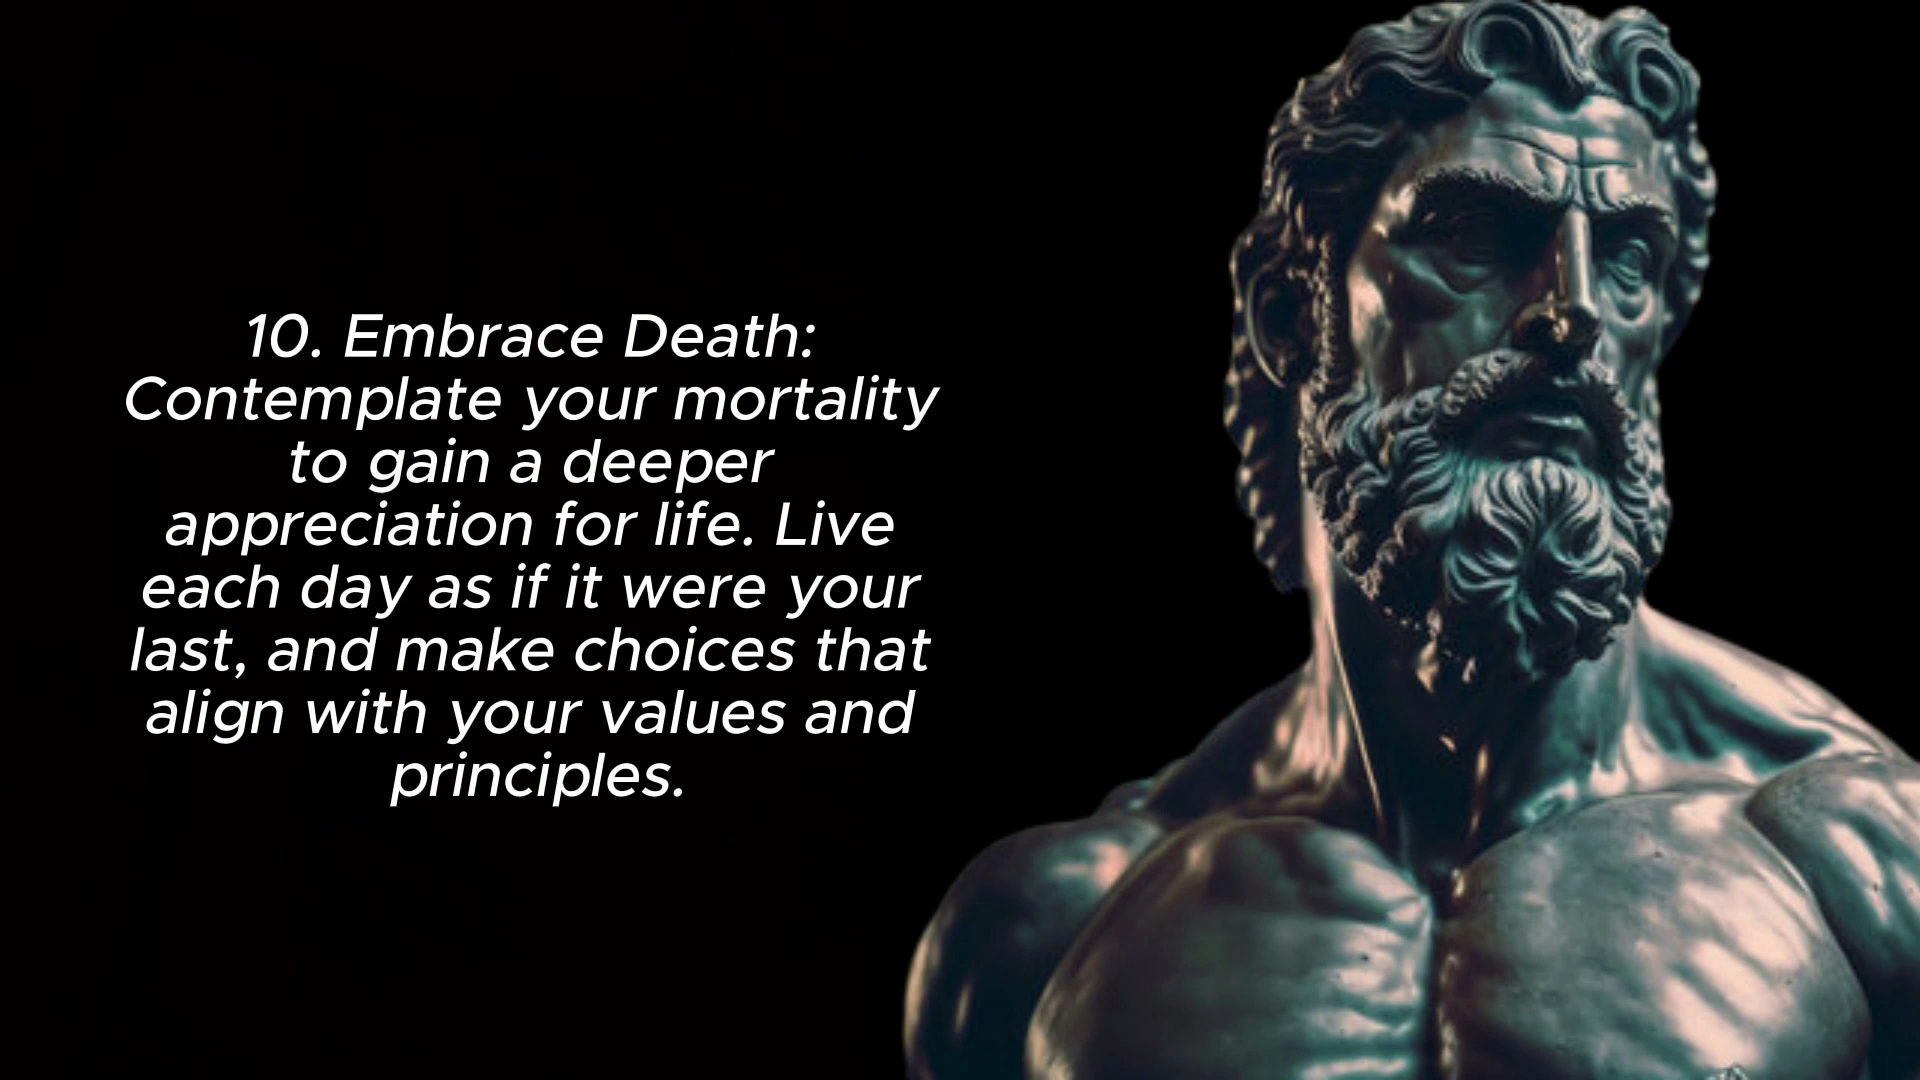 10. Embrace Death:
Contemplate your mortality
to gain a deeper
appreciation for life. Live
each day as if it were your
last, and make choices that
align with your values and
principles.